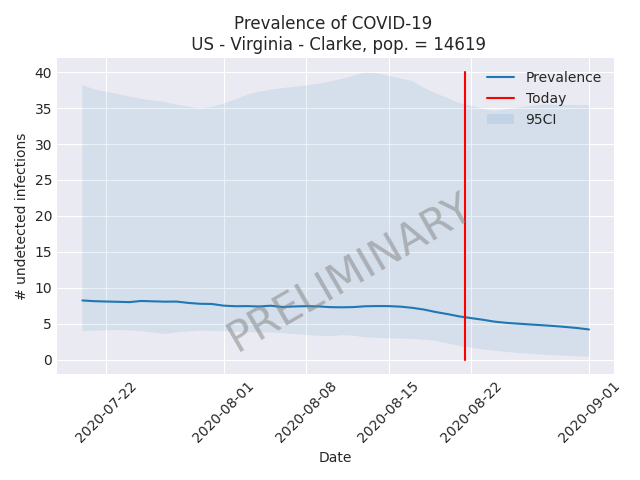 Prevalence of COVID-19
US - Virginia - Clarke, pop. = 14619
# undetected infections
40
35
30
25
20
15
10
5
0
Prevalence
Today
95CI
PRELIMINARY
2020-07-22
2020-08-01
2020-08-08
2020-08-15
2020-08-22
2020-09-01
Date